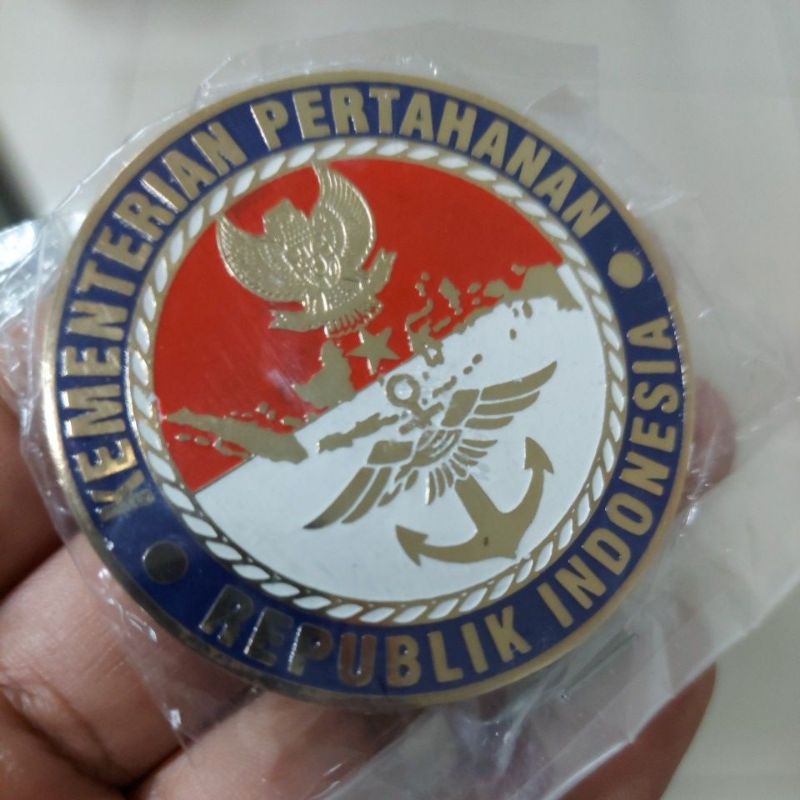 KEMENTERIAN PERTAHANAN
REPUBLIK INDONESIA